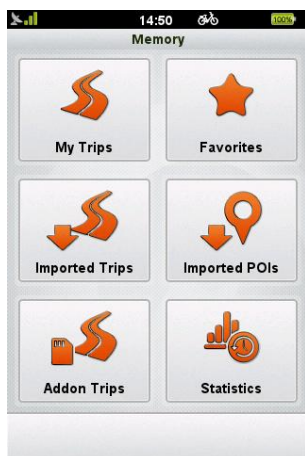 14:50 100%
Memory
My Trips Favorites
Imported Trips Imported POIs
Addon Trips Statistics